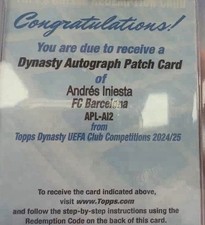 Congratulations!
You are due to receive a
Dynasty Autograph Patch Card
of
Andrés Iniesta
FC Barcelona
APL-AI2
from
Topps Dynasty UEFA Club Competitions 2024/25
To receive the card indicated above,
visit www.Topps.com
and follow the step-by-step instructions using the
Redemption Code on the back of this card.